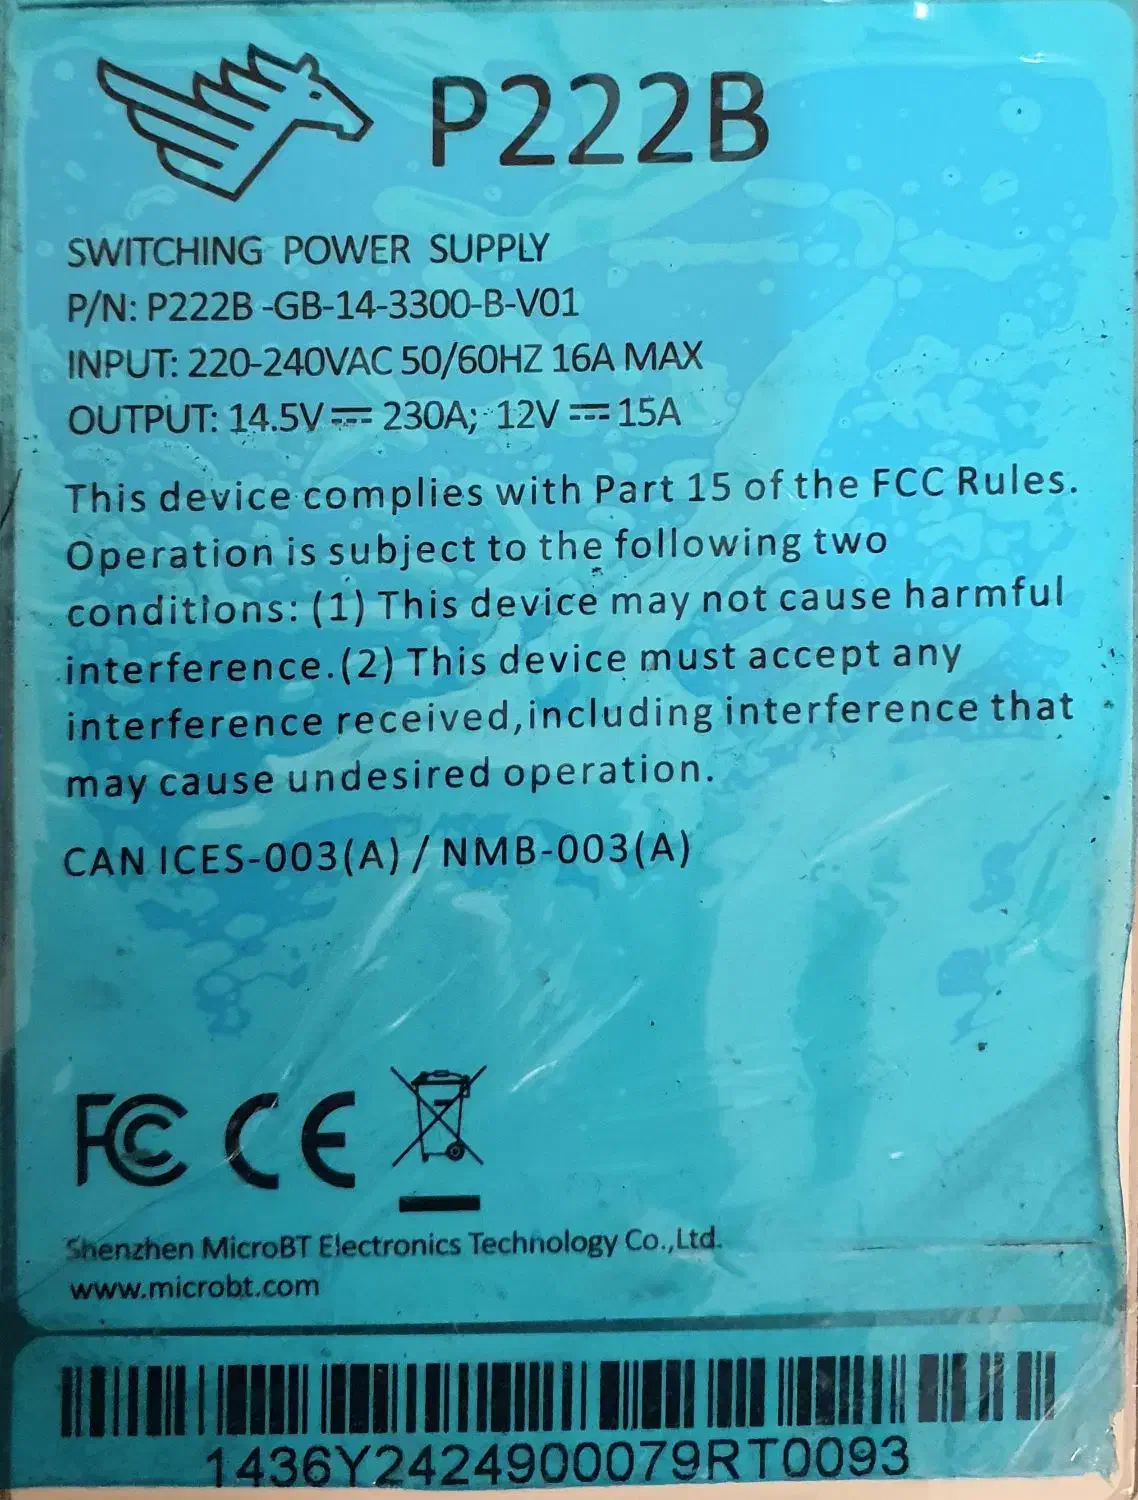 P222B
SWITCHING POWER SUPPLY
P/N: P222B -GB-14-3300-B-V01
INPUT: 220-240VAC 50/60HZ 16A MAX
OUTPUT: 14.5V⎓230A; 12V⎓15A
This device complies with Part 15 of the FCC Rules.
Operation is subject to the following two
conditions: (1) This device may not cause harmful
interference.(2) This device must accept any
interference received,including interference that
may cause undesired operation.
CAN ICES-003(A) / NMB-003(A)
FCC CE
Shenzhen MicroBT Electronics Technology Co.,Ltd.
www.microbt.com
1436Y2424900079RT0093